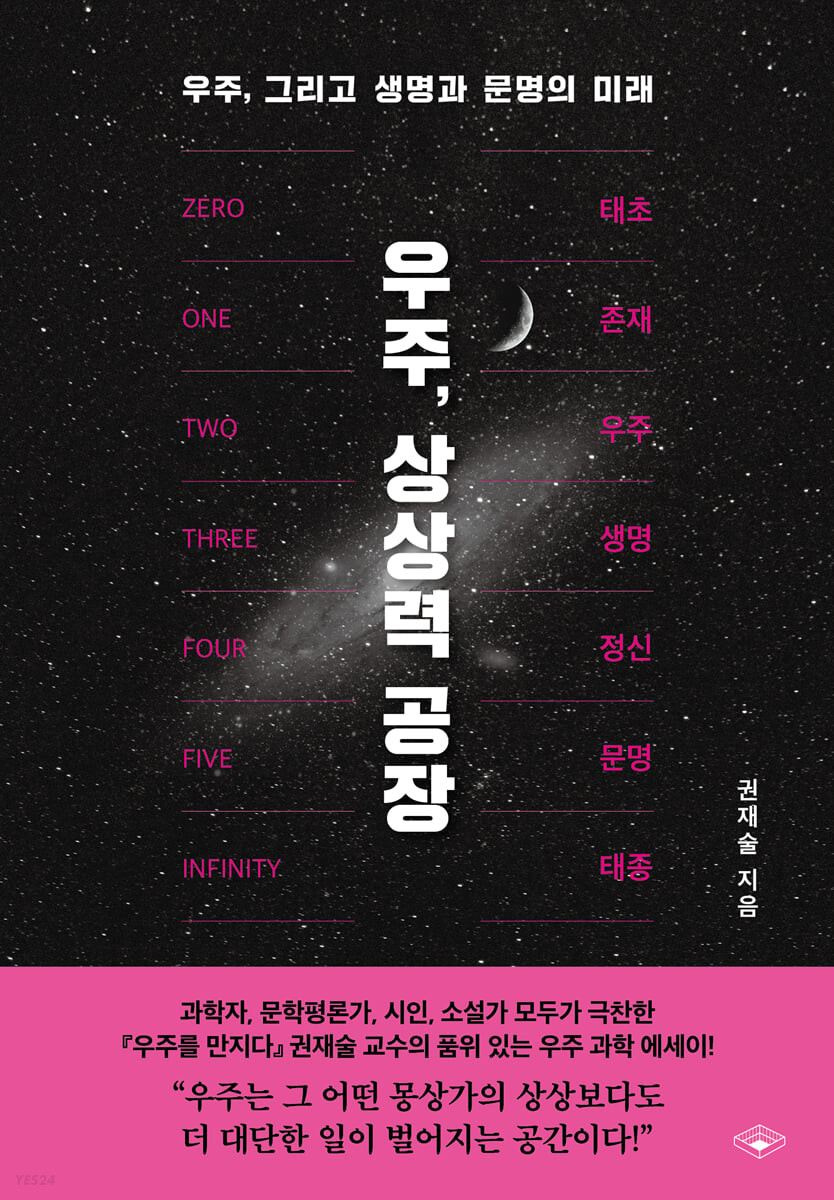 우주, 그리고 생명과 문명의 미래
ZERO 태초
ONE 존재
TWO 우주
THREE 생명
FOUR 정신
FIVE 문명
INFINITY 태종
우주, 상상력 공장
권재술 지음
과학자, 문학평론가, 시인, 소설가 모두가 극찬한
『우주를 만지다』 권재술 교수의 품위 있는 우주 과학 에세이!
“우주는 그 어떤 몽상가의 상상보다도
더 대단한 일이 벌어지는 공간이다!”
YES24